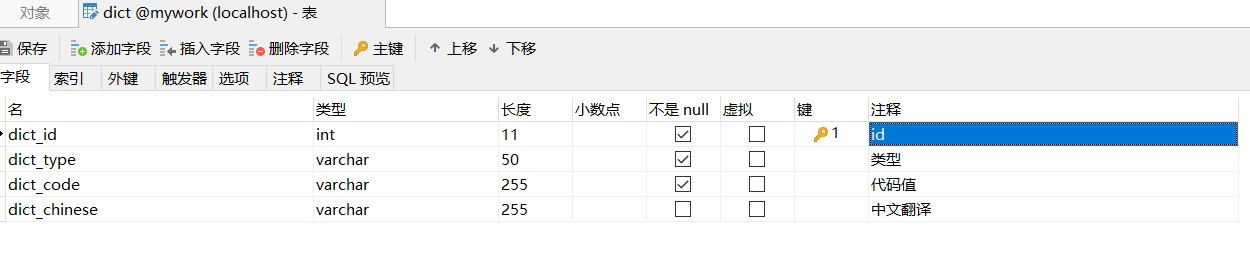 对象 dict @mywork (localhost) - 表
保存 添加字段 插入字段 删除字段 主键 上移 下移
字段 索引 外键 触发器 选项 注释 SQL 预览
名 类型 长度 小数点 不是 null 虚拟 键 注释
dict_id int 11 1 id
dict_type varchar 50 类型
dict_code varchar 255 代码值
dict_chinese varchar 255 中文翻译